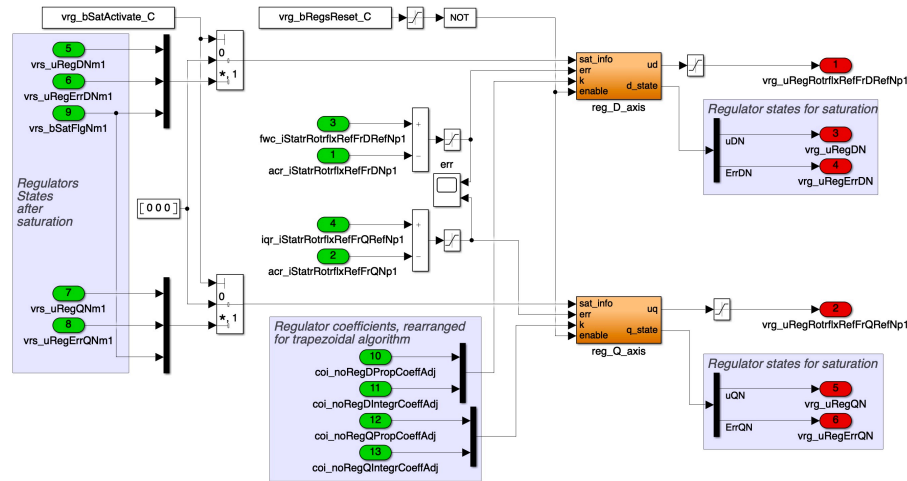 vrg_bSatActivate_C
vrg_bRegsReset_C
NOT
5
vrs_uRegDNm1
6
vrs_uRegErrDNm1
9
vrs_bSatFlgNm1
0
*, 1
Regulators
States
after
saturation
[ 0 0 0 ]
7
vrs_uRegQNm1
8
vrs_uRegErrQNm1
0
*, 1
3
fwc_iStatrRotrflxRefFrDRefNp1
1
acr_iStatrRotrflxRefFrDNp1
+
−
err
4
iqr_iStatrRotrflxRefFrQRefNp1
2
acr_iStatrRotrflxRefFrQNp1
+
−
Regulator coefficients, rearranged
for trapezoidal algorithm
10
coi_noRegDPropCoeffAdj
11
coi_noRegDIntegrCoeffAdj
12
coi_noRegQPropCoeffAdj
13
coi_noRegQIntegrCoeffAdj
sat_info
err
k
enable
ud
d_state
reg_D_axis
1
vrg_uRegRotrflxRefFrDRefNp1
Regulator states for saturation
uDN
3
vrg_uRegDN
ErrDN
4
vrg_uRegErrDN
sat_info
err
k
enable
uq
q_state
reg_Q_axis
2
vrg_uRegRotrflxRefFrQRefNp1
Regulator states for saturation
uQN
5
vrg_uRegQN
ErrQN
6
vrg_uRegErrQN